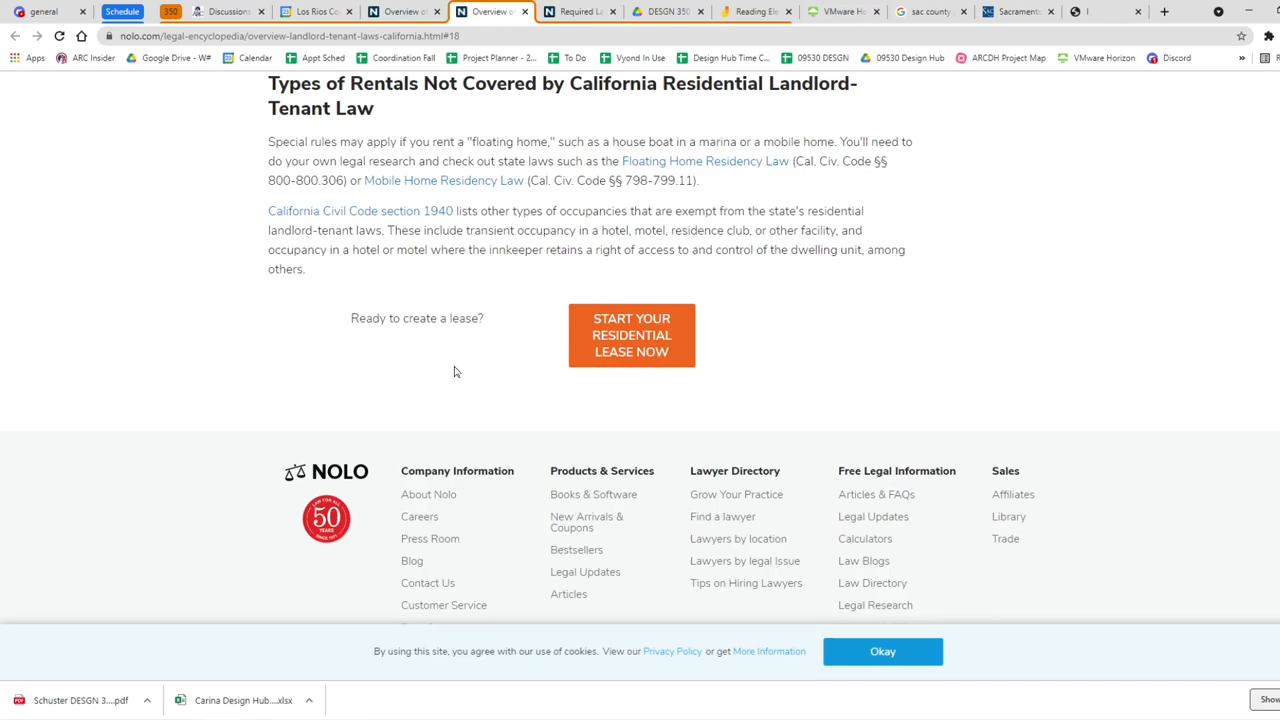 general
Schedule
350
Discussions
Los Rios Co
Overview of
Overview of
Required La
DESGN 350
Reading Ele
VMware Ho
sac county
Sacrament
nolo.com/legal-encyclopedia/overview-landlord-tenant-laws-california.html#18
Apps
ARC Insider
Google Drive - W#
Calendar
Appt Sched
Coordination Fall
Project Planner - 2...
To Do
Vyond In Use
Design Hub Time C...
09530 DESGN
09530 Design Hub
ARCDH Project Map
VMware Horizon
Discord
»
Types of Rentals Not Covered by California Residential Landlord-
Tenant Law
Special rules may apply if you rent a "floating home," such as a house boat in a marina or a mobile home. You'll need to
do your own legal research and check out state laws such as the Floating Home Residency Law (Cal. Civ. Code §§
800-800.306) or Mobile Home Residency Law (Cal. Civ. Code §§ 798-799.11).
California Civil Code section 1940 lists other types of occupancies that are exempt from the state's residential
landlord-tenant laws. These include transient occupancy in a hotel, motel, residence club, or other facility, and
occupancy in a hotel or motel where the innkeeper retains a right of access to and control of the dwelling unit, among
others.
Ready to create a lease?
START YOUR
RESIDENTIAL
LEASE NOW
NOLO
LAW FOR ALL
50
YEARS
Company Information
About Nolo
Careers
Press Room
Blog
Contact Us
Customer Service
Products & Services
Books & Software
New Arrivals &
Coupons
Bestsellers
Legal Updates
Articles
Lawyer Directory
Grow Your Practice
Find a lawyer
Lawyers by location
Lawyers by legal Issue
Tips on Hiring Lawyers
Free Legal Information
Articles & FAQs
Legal Updates
Calculators
Law Blogs
Law Directory
Legal Research
Sales
Affiliates
Library
Trade
By using this site, you agree with our use of cookies. View our Privacy Policy or get More Information
Okay
Schuster DESGN 3....pdf
Carina Design Hub....xlsx
Show